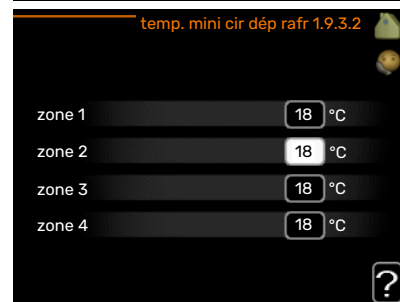 temp. mini cir dép rafr 1.9.3.2
zone 1 18 °C
zone 2 18 °C
zone 3 18 °C
zone 4 18 °C
?